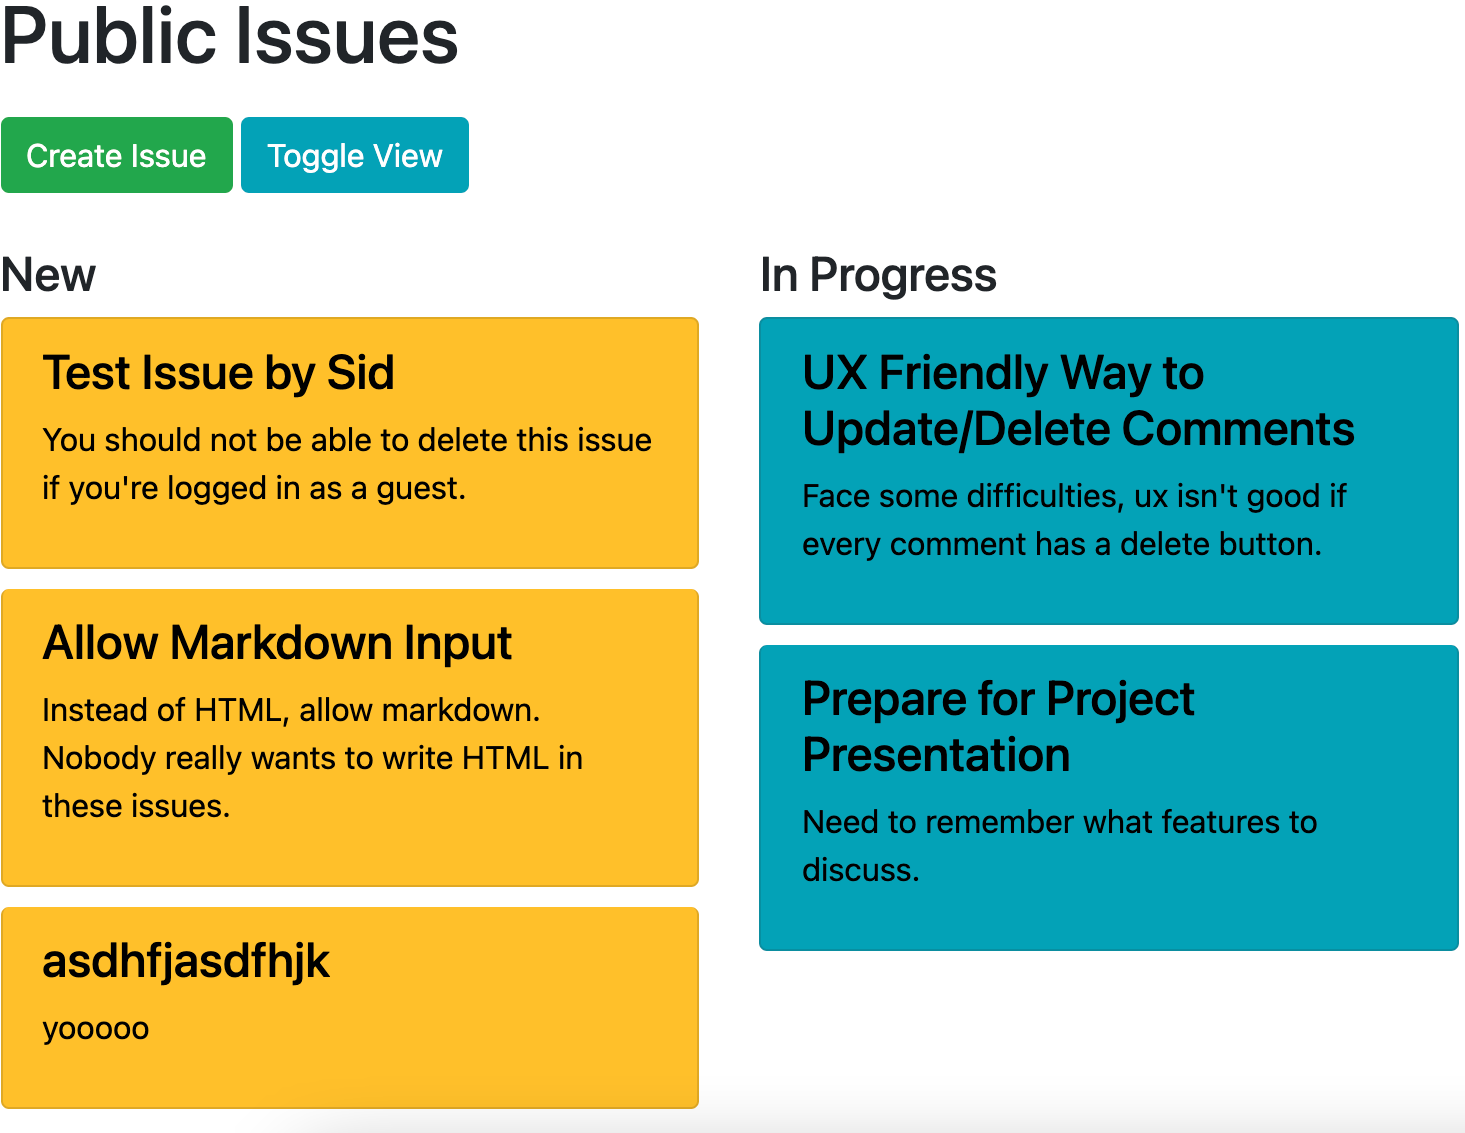 Public Issues
Create Issue
Toggle View
New
Test Issue by Sid
You should not be able to delete this issue
if you're logged in as a guest.
Allow Markdown Input
Instead of HTML, allow markdown.
Nobody really wants to write HTML in
these issues.
asdhfjasdfhjk
yooooo
In Progress
UX Friendly Way to
Update/Delete Comments
Face some difficulties, ux isn't good if
every comment has a delete button.
Prepare for Project
Presentation
Need to remember what features to
discuss.